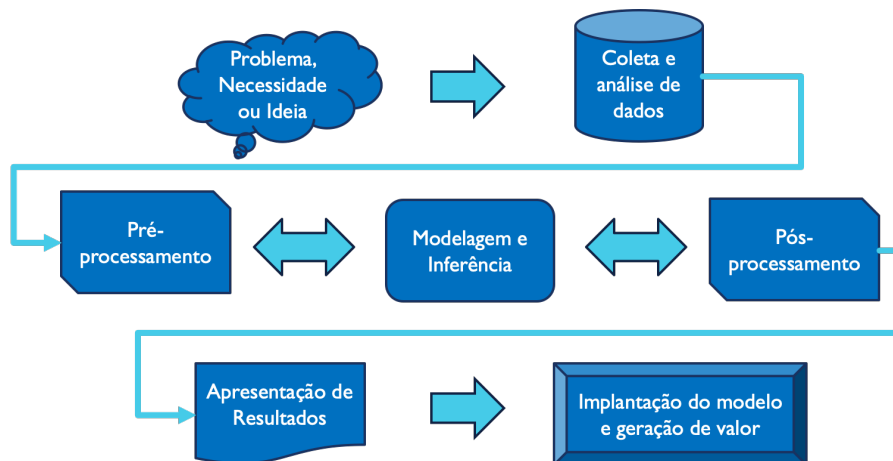 Problema,
Necessidade
ou Ideia
Coleta e
análise de
dados
Pré-
processamento
Modelagem e
Inferência
Pós-
processamento
Apresentação de
Resultados
Implantação do modelo
e geração de valor